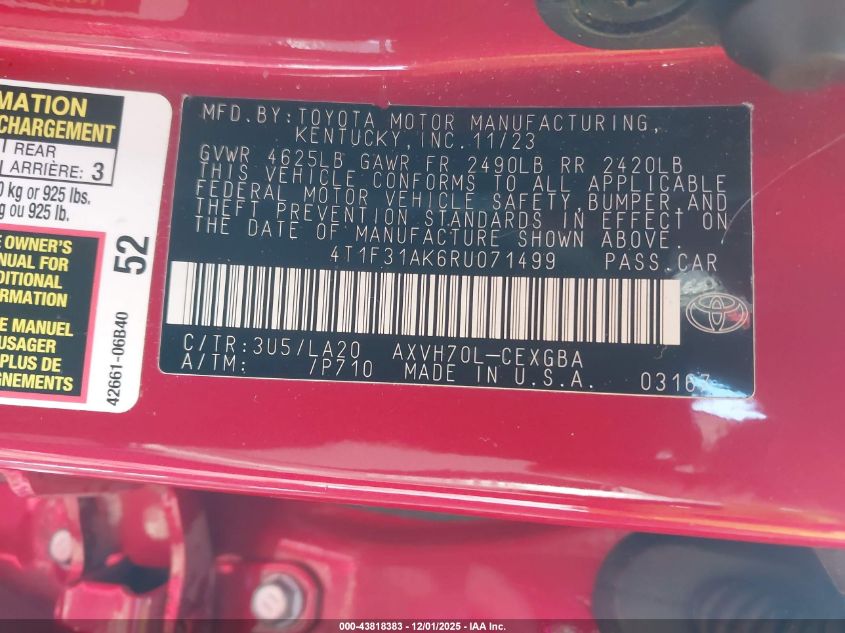 MATION
CHARGEMENT
REAR
ARRIÈRE: 3
0 kg or 925 lbs.
g ou 925 lb.
OWNER'S
NUAL FOR
DITIONAL
ORMATION
E MANUEL
USAGER
PLUS DE
GNEMENTS
52
42661-06B40
MFD.BY:TOYOTA MOTOR MANUFACTURING,
KENTUCKY, INC.11/23
GVWR 4625LB GAWR FR 2490LB RR 2420LB
THIS VEHICLE CONFORMS TO ALL APPLICABLE
FEDERAL MOTOR VEHICLE SAFETY,BUMPER,AND
THEFT PREVENTION STANDARDS IN EFFECT ON
THE DATE OF MANUFACTURE SHOWN ABOVE.
4T1F31AK6RU071499 PASS.CAR
C/TR:3U5/LA20 AXVH70L-CEXGBA
A/TM: /P710 MADE IN U.S.A. 03167
000-43818383 - 12/01/2025 - IAA Inc.